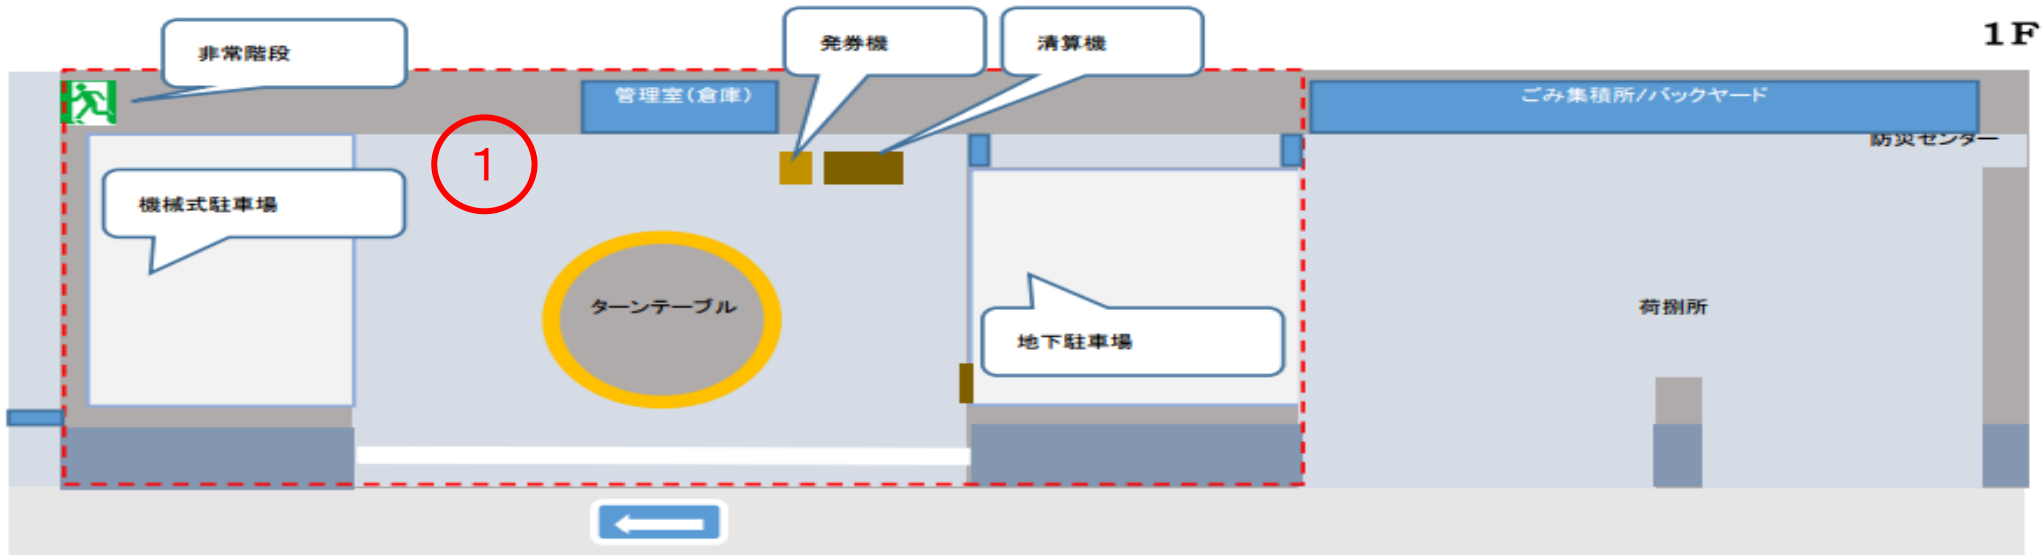 1F
非常階段
発券機
清算機
管理室(倉庫)
ごみ集積所/バックヤード
防災センター
1
機械式駐車場
ターンテーブル
荷捌所
地下駐車場